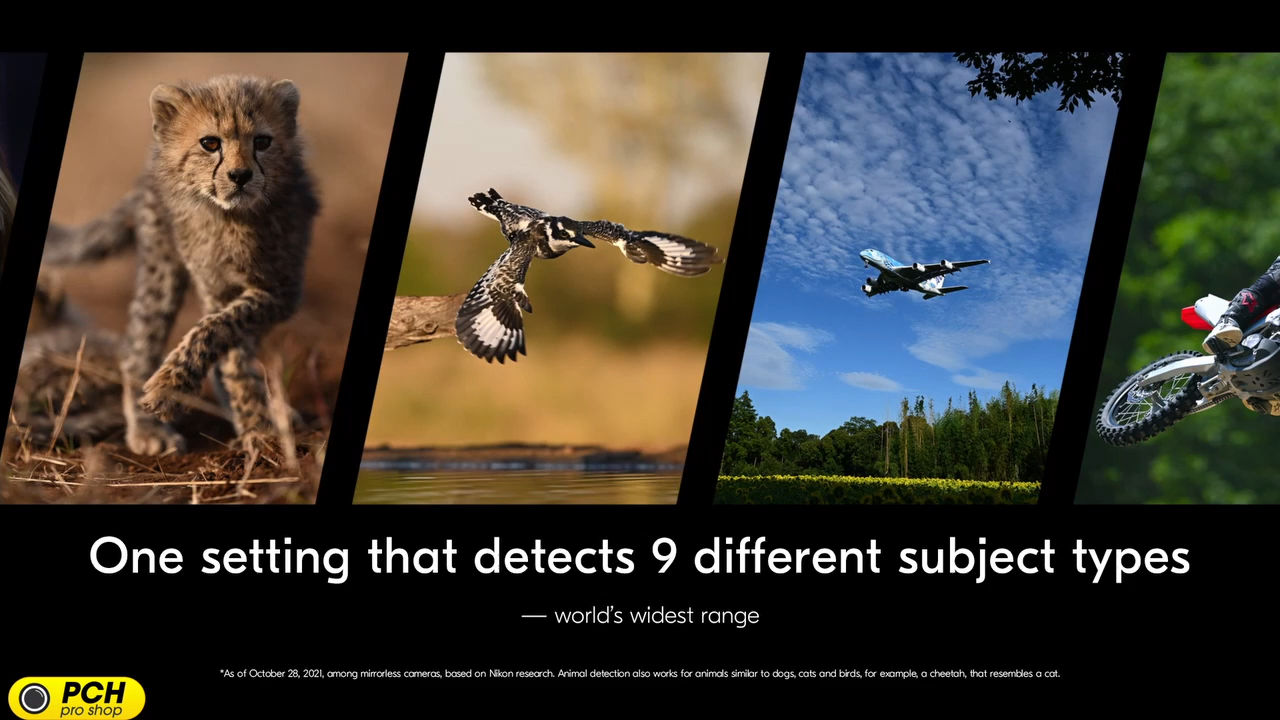 One setting that detects 9 different subject types
— world's widest range
*As of October 28, 2021, among mirrorless cameras, based on Nikon research. Animal detection also works for animals similar to dogs, cats and birds, for example, a cheetah, that resembles a cat.
PCH
pro shop